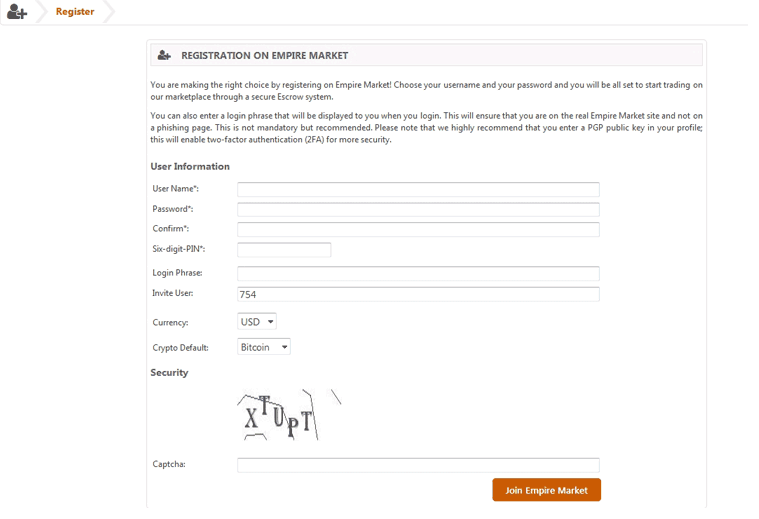 Register
REGISTRATION ON EMPIRE MARKET
You are making the right choice by registering on Empire Market! Choose your username and your password and you will be all set to start trading on
our marketplace through a secure Escrow system.
You can also enter a login phrase that will be displayed to you when you login. This will ensure that you are on the real Empire Market site and not on
a phishing page. This is not mandatory but recommended. Please note that we highly recommend that you enter a PGP public key in your profile;
this will enable two-factor authentication (2FA) for more security.
User Information
User Name*:
Password*:
Confirm*:
Six-digit-PIN*:
Login Phrase:
Invite User: 754
Currency: USD
Crypto Default: Bitcoin
Security
XTUPT
Captcha:
Join Empire Market